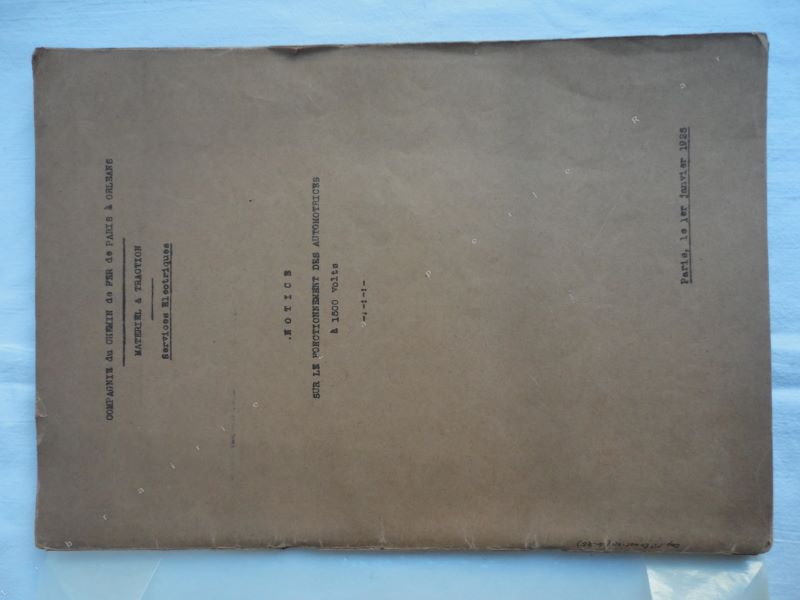 COMPAGNIE du CHEMIN de FER de PARIS à ORLEANS
MATERIEL & TRACTION
Services Electriques
.NOTICE
SUR LE FONCTIONNEMENT DES AUTOMOTRICES
à 1500 Volts
-:-:-:-
Paris, le 1er janvier 1925